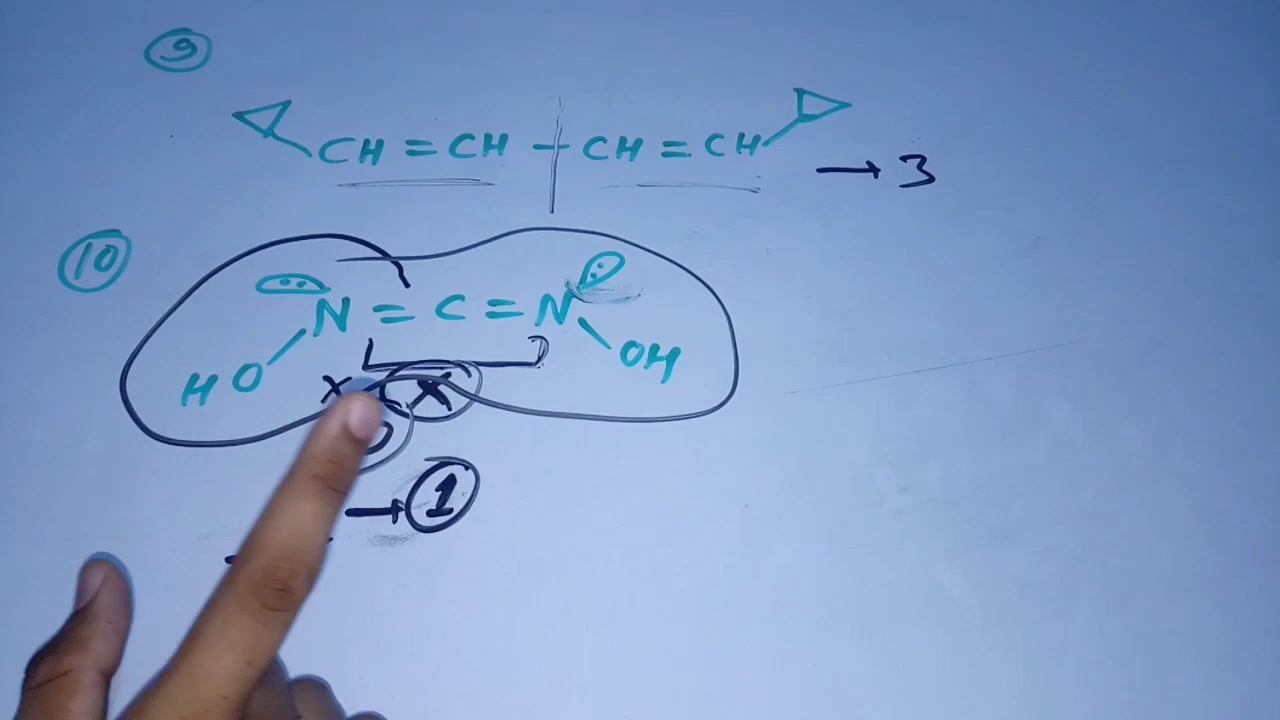 9
CH = CH - CH = CH → 3
10
N = C = N
HO OH
x x
→ 1